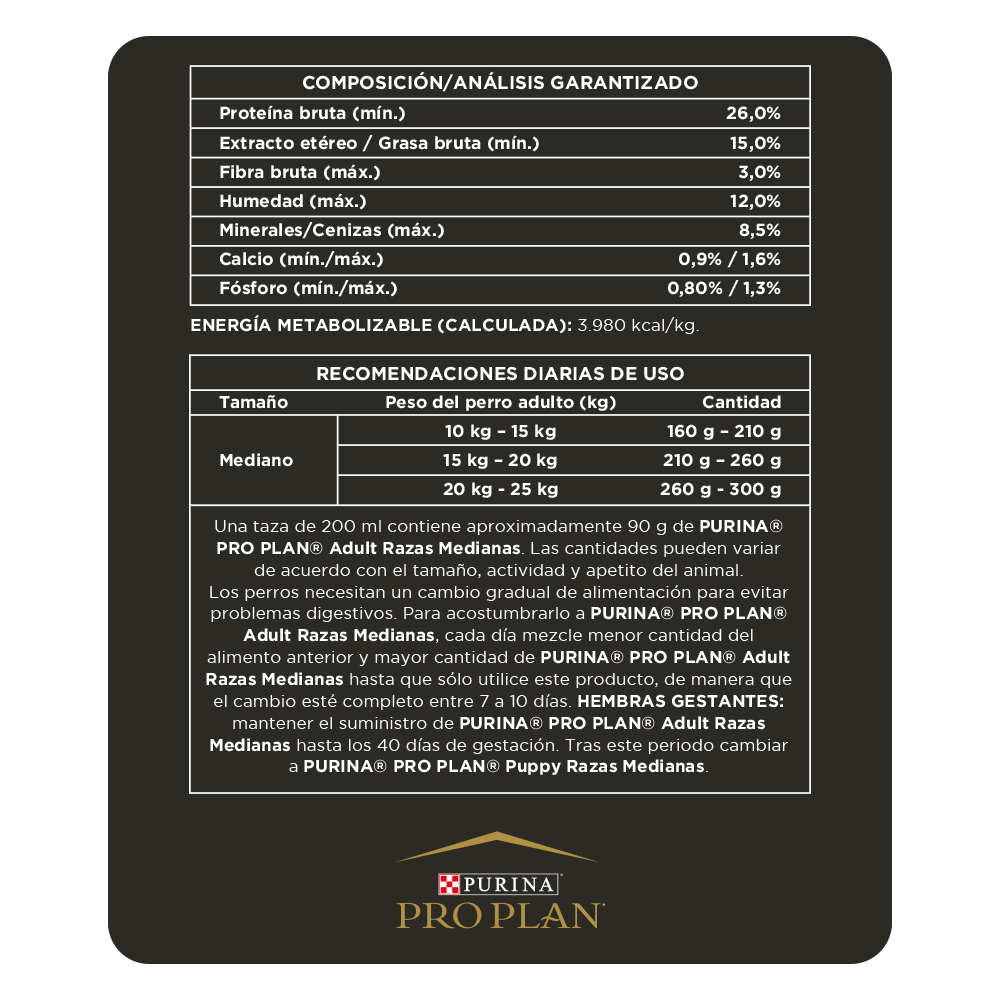 COMPOSICIÓN/ANÁLISIS GARANTIZADO
Proteína bruta (mín.) 26,0%
Extracto etéreo / Grasa bruta (mín.) 15,0%
Fibra bruta (máx.) 3,0%
Humedad (máx.) 12,0%
Minerales/Cenizas (máx.) 8,5%
Calcio (mín./máx.) 0,9% / 1,6%
Fósforo (mín./máx.) 0,80% / 1,3%
ENERGÍA METABOLIZABLE (CALCULADA): 3.980 kcal/kg.
RECOMENDACIONES DIARIAS DE USO
Tamaño Peso del perro adulto (kg) Cantidad
10 kg – 15 kg 160 g – 210 g
Mediano 15 kg – 20 kg 210 g – 260 g
20 kg - 25 kg 260 g - 300 g
Una taza de 200 ml contiene aproximadamente 90 g de PURINA®
PRO PLAN® Adult Razas Medianas. Las cantidades pueden variar
de acuerdo con el tamaño, actividad y apetito del animal.
Los perros necesitan un cambio gradual de alimentación para evitar
problemas digestivos. Para acostumbrarlo a PURINA® PRO PLAN®
Adult Razas Medianas, cada día mezcle menor cantidad del
alimento anterior y mayor cantidad de PURINA® PRO PLAN® Adult
Razas Medianas hasta que sólo utilice este producto, de manera que
el cambio esté completo entre 7 a 10 días. HEMBRAS GESTANTES:
mantener el suministro de PURINA® PRO PLAN® Adult Razas
Medianas hasta los 40 días de gestación. Tras este periodo cambiar
a PURINA® PRO PLAN® Puppy Razas Medianas.
PURINA
PRO PLAN